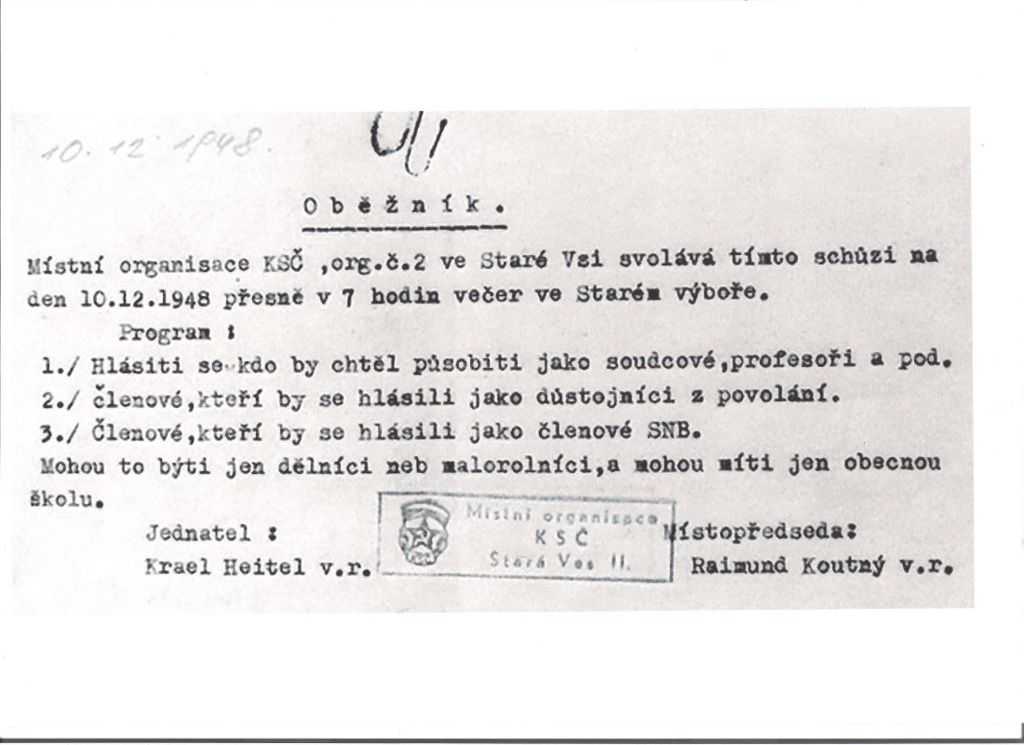 10. 12 1948.
O b ě ž n í k .
Místní organisace KSČ ,org.č.2 ve Staré Vsi svolává tímto schůzi na
den 10.12.1948 přesně v 7 hodin večer ve Starém výboře.
Program :
1./ Hlásiti se kdo by chtěl působiti jako soudcové,profesoři a pod.
2./ členové,kteří by se hlásili jako důstojníci z povolání.
3./ Členové,kteří by se hlásili jako členové SNB.
Mohou to býti jen dělníci neb malorolníci,a mohou míti jen obecnou
školu.
Místní organisace
KSČ
Stará Ves II.
Jednatel :
Krael Heitel v.r.
Místopředseda:
Raimund Koutný v.r.